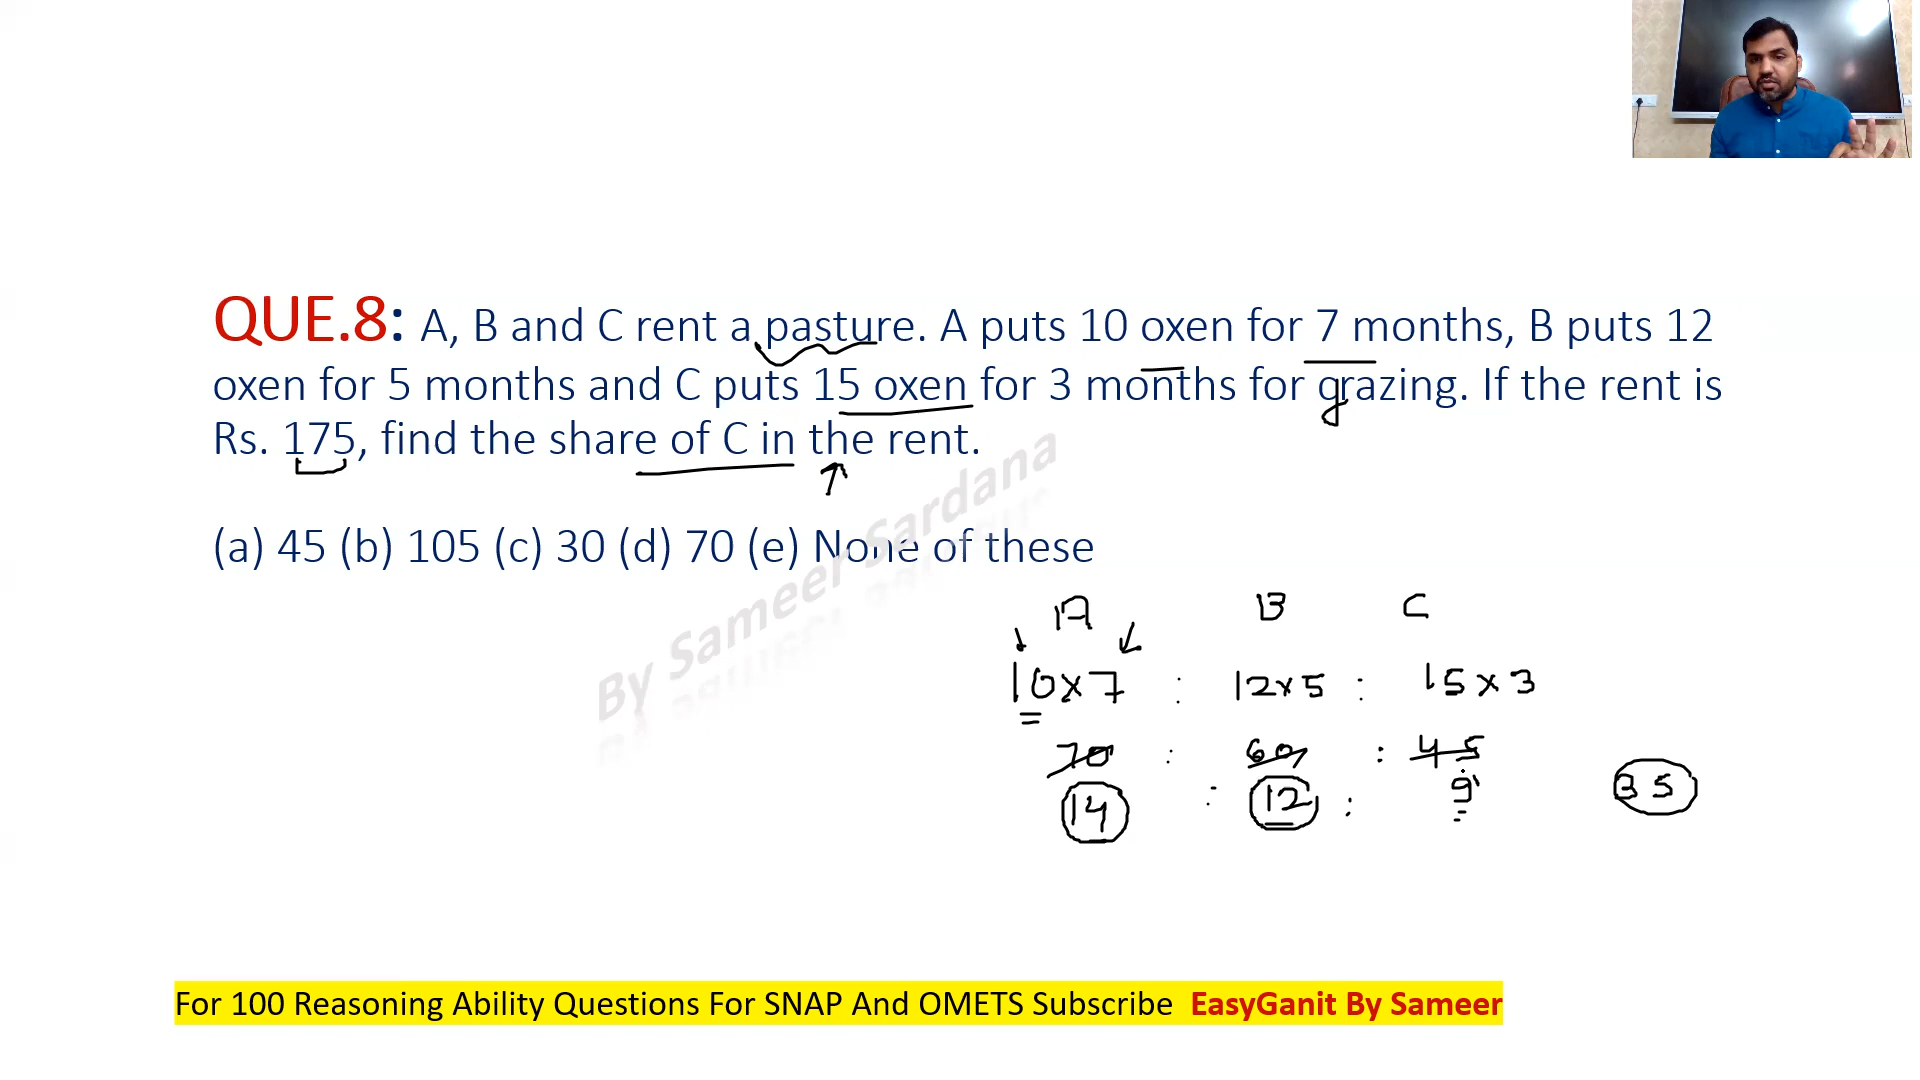 QUE.8: A, B and C rent a pasture. A puts 10 oxen for 7 months, B puts 12
oxen for 5 months and C puts 15 oxen for 3 months for grazing. If the rent is
Rs. 175, find the share of C in the rent.
(a) 45 (b) 105 (c) 30 (d) 70 (e) None of these
By Sameer Sardana
A B C
10x7 : 12x5 : 15x3
70 : 60 : 45
14 : 12 : 9 35
For 100 Reasoning Ability Questions For SNAP And OMETS Subscribe EasyGanit By Sameer